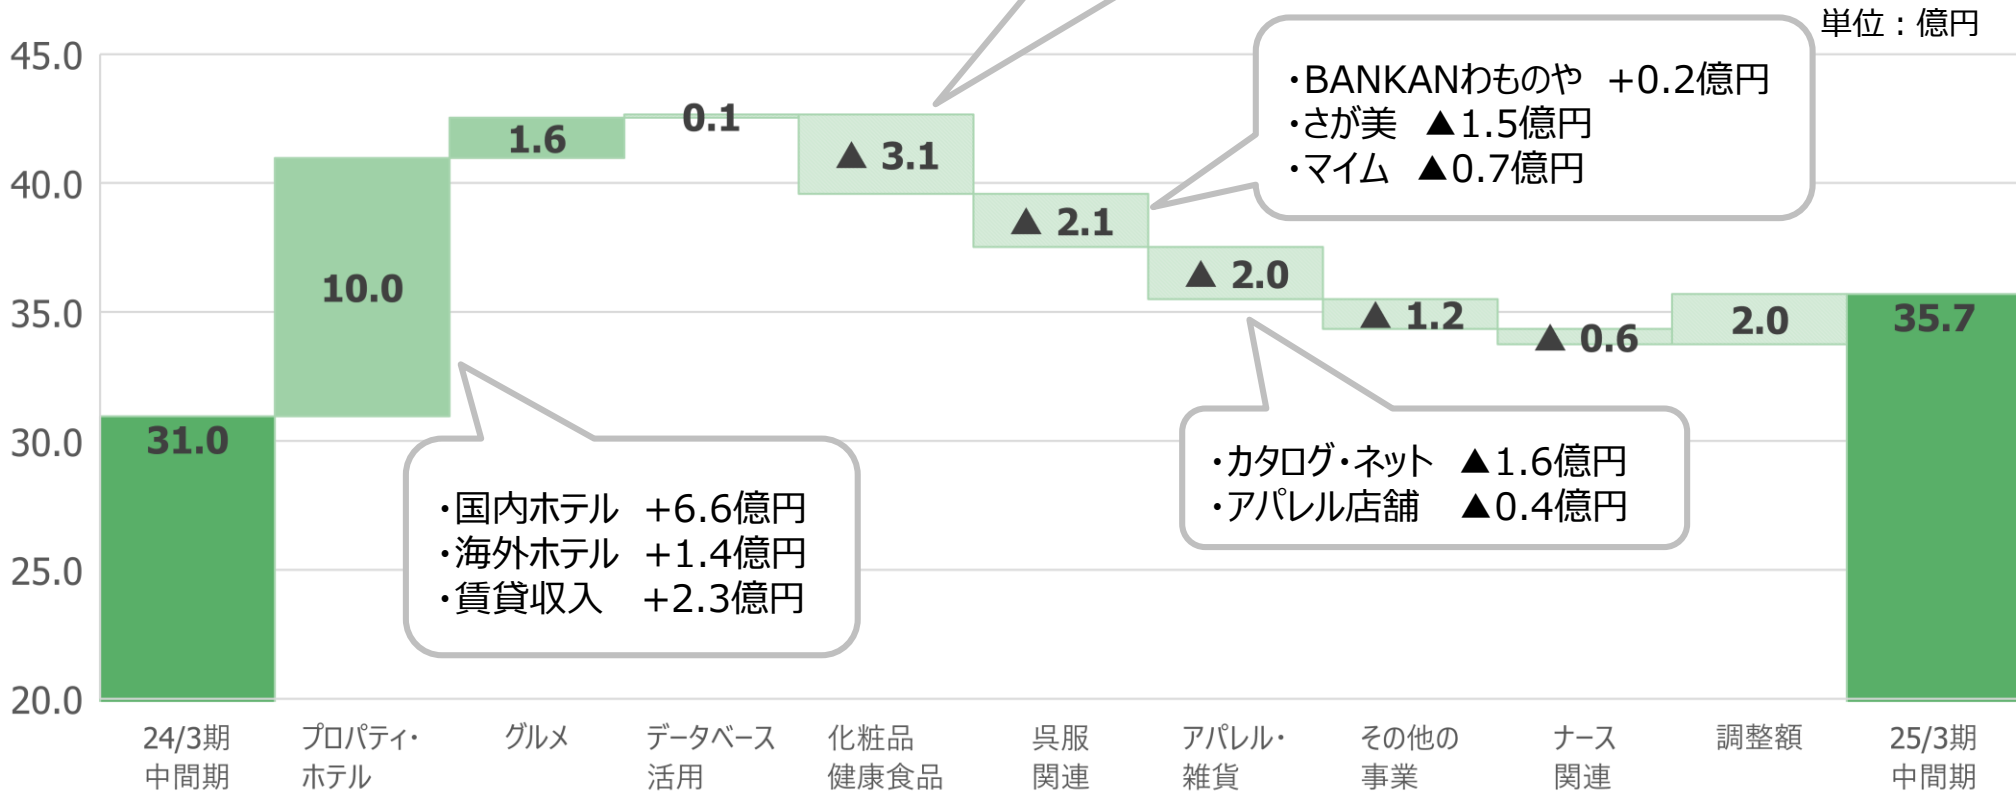 単位：億円
45.0
40.0
35.0
30.0
25.0
20.0
31.0
10.0
1.6
0.1
▲ 3.1
▲ 2.1
▲ 2.0
▲ 1.2
▲ 0.6
2.0
35.7
・BANKANわものや +0.2億円
・さが美 ▲1.5億円
・マイム ▲0.7億円
・国内ホテル +6.6億円
・海外ホテル +1.4億円
・賃貸収入 +2.3億円
・カタログ・ネット ▲1.6億円
・アパレル店舗 ▲0.4億円
24/3期
中間期
プロパティ・
ホテル
グルメ
データベース
活用
化粧品
健康食品
呉服
関連
アパレル・
雑貨
その他の
事業
ナース
関連
調整額
25/3期
中間期